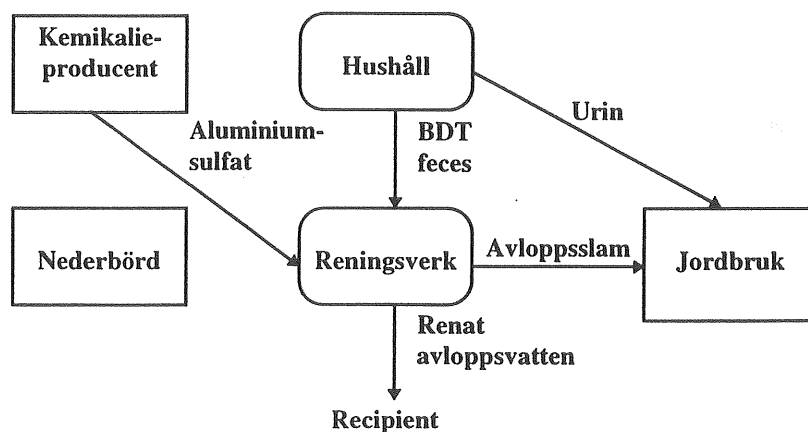 Kemikalie-
producent
Hushåll
Urin
Aluminium-
sulfat
BDT
feces
Nederbörd
Reningsverk
Avloppsslam
Jordbruk
Renat
avloppsvatten
Recipient